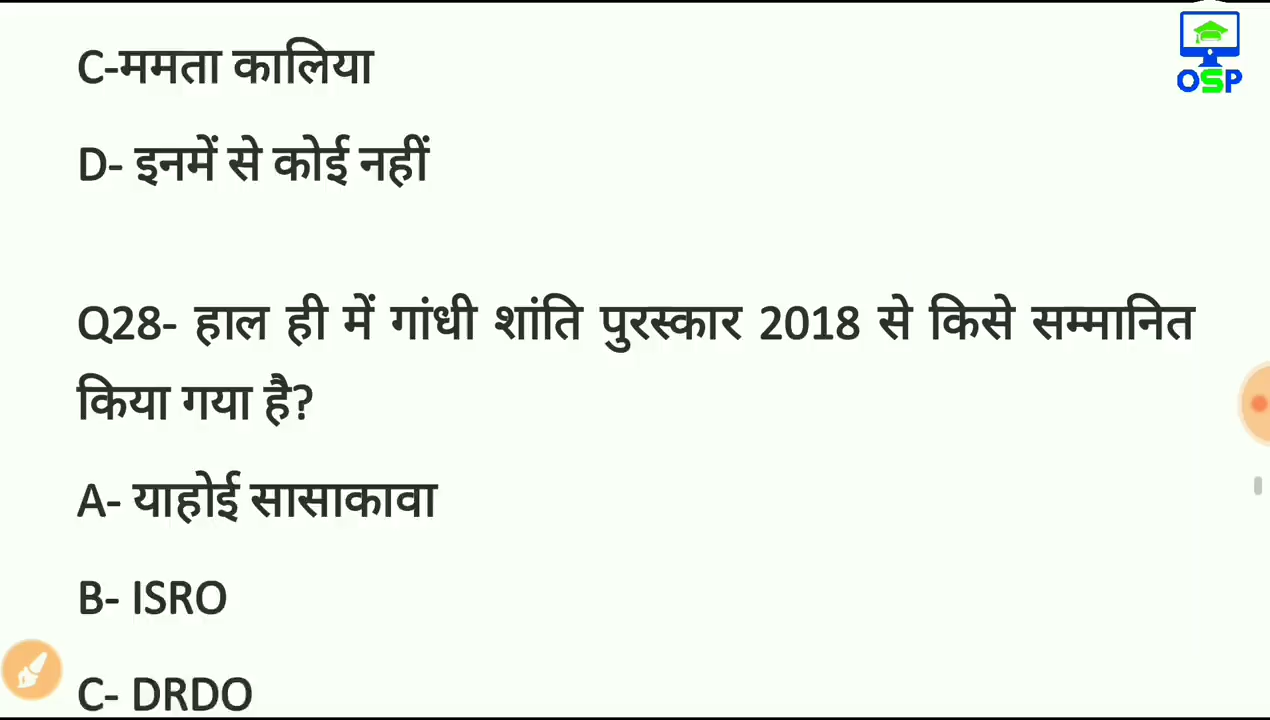 C-ममता कालिया
OSP
D- इनमें से कोई नहीं
Q28- हाल ही में गांधी शांति पुरस्कार 2018 से किसे सम्मानित
किया गया है?
A- याहोई सासाकावा
B- ISRO
C- DRDO